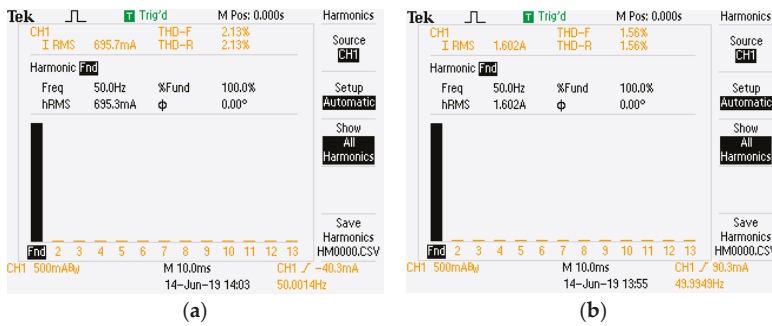 Tek T Trig'd M Pos: 0.000s Harmonics
CH1 THD-F 2.13%
I RMS 695.7mA THD-R 2.13%
Source
CH1
Harmonic Fnd
Freq 50.0Hz %Fund 100.0%
hRMS 695.3mA ϕ 0.00°
Setup
Automatic
Show
All
Harmonics
Save
Harmonics
HM0000.CSV
Fnd 2 3 4 5 6 7 8 9 10 11 12 13
CH1 500mABW M 10.0ms CH1 ⌡ -40.3mA
14-Jun-19 14:03 50.0014Hz
(a)
Tek T Trig'd M Pos: 0.000s Harmonics
CH1 THD-F 1.56%
I RMS 1.602A THD-R 1.56%
Source
CH1
Harmonic Fnd
Freq 50.0Hz %Fund 100.0%
hRMS 1.602A ϕ 0.00°
Setup
Automatic
Show
All
Harmonics
Save
Harmonics
HM0000.CSV
Fnd 2 3 4 5 6 7 8 9 10 11 12 13
CH1 500mABW M 10.0ms CH1 ⌡ 90.3mA
14-Jun-19 13:55 49.9949Hz
(b)